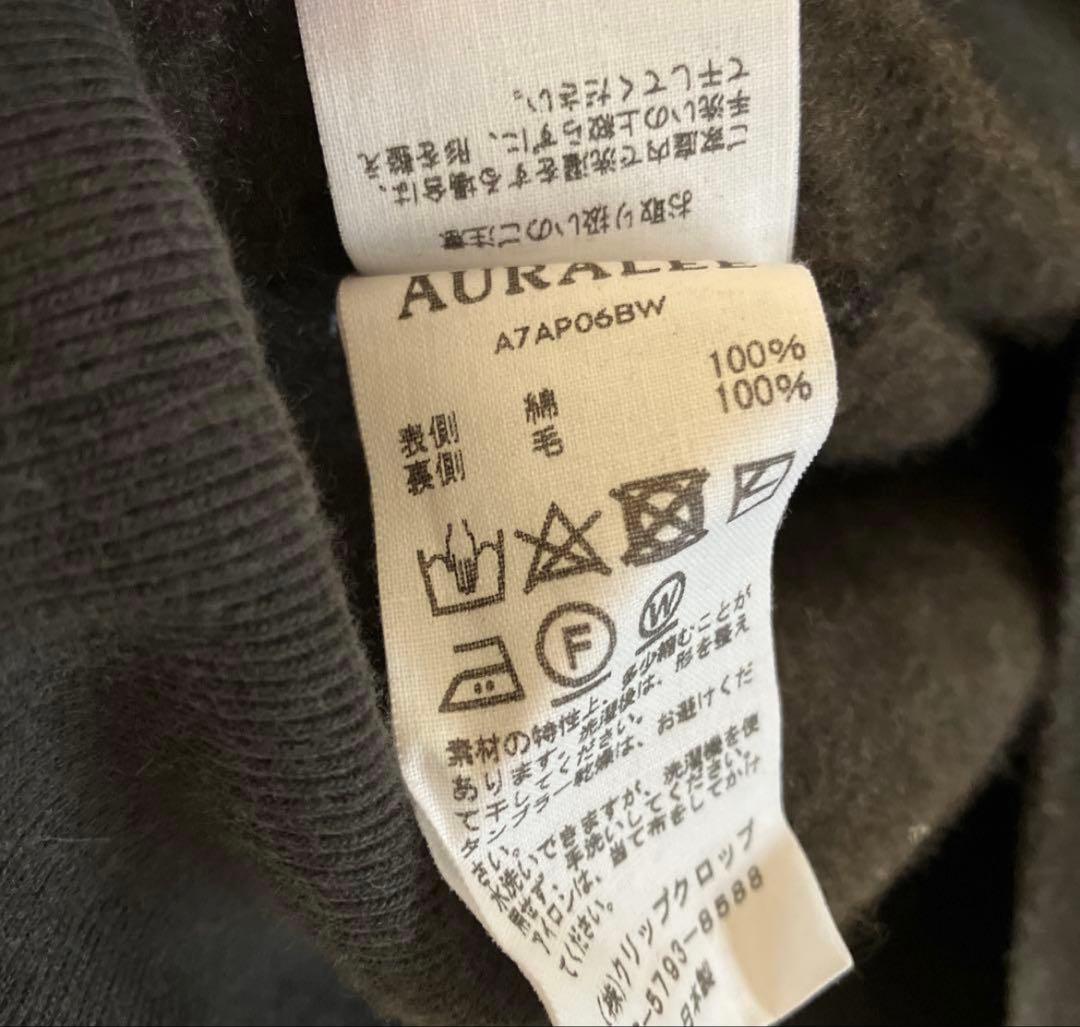 お取り扱いのご注意
ご家庭内で洗濯をする場合は、
手洗いの上絞らずに、形を整え
て干してください。
AURALEE
A7AP06BW
表側 綿 100%
裏側 毛 100%
F
W
素材の特性上、多少縮むことが
あります。洗濯後は、形を整え
て干してください。
タンブラー乾燥は、お避けくだ
さい。
水洗いできますが、洗濯機を使
用せず、手洗いしてください。
アイロンは、当て布をしてかけ
てください。
(株)クリップクロップ
-5793-8588
日本製